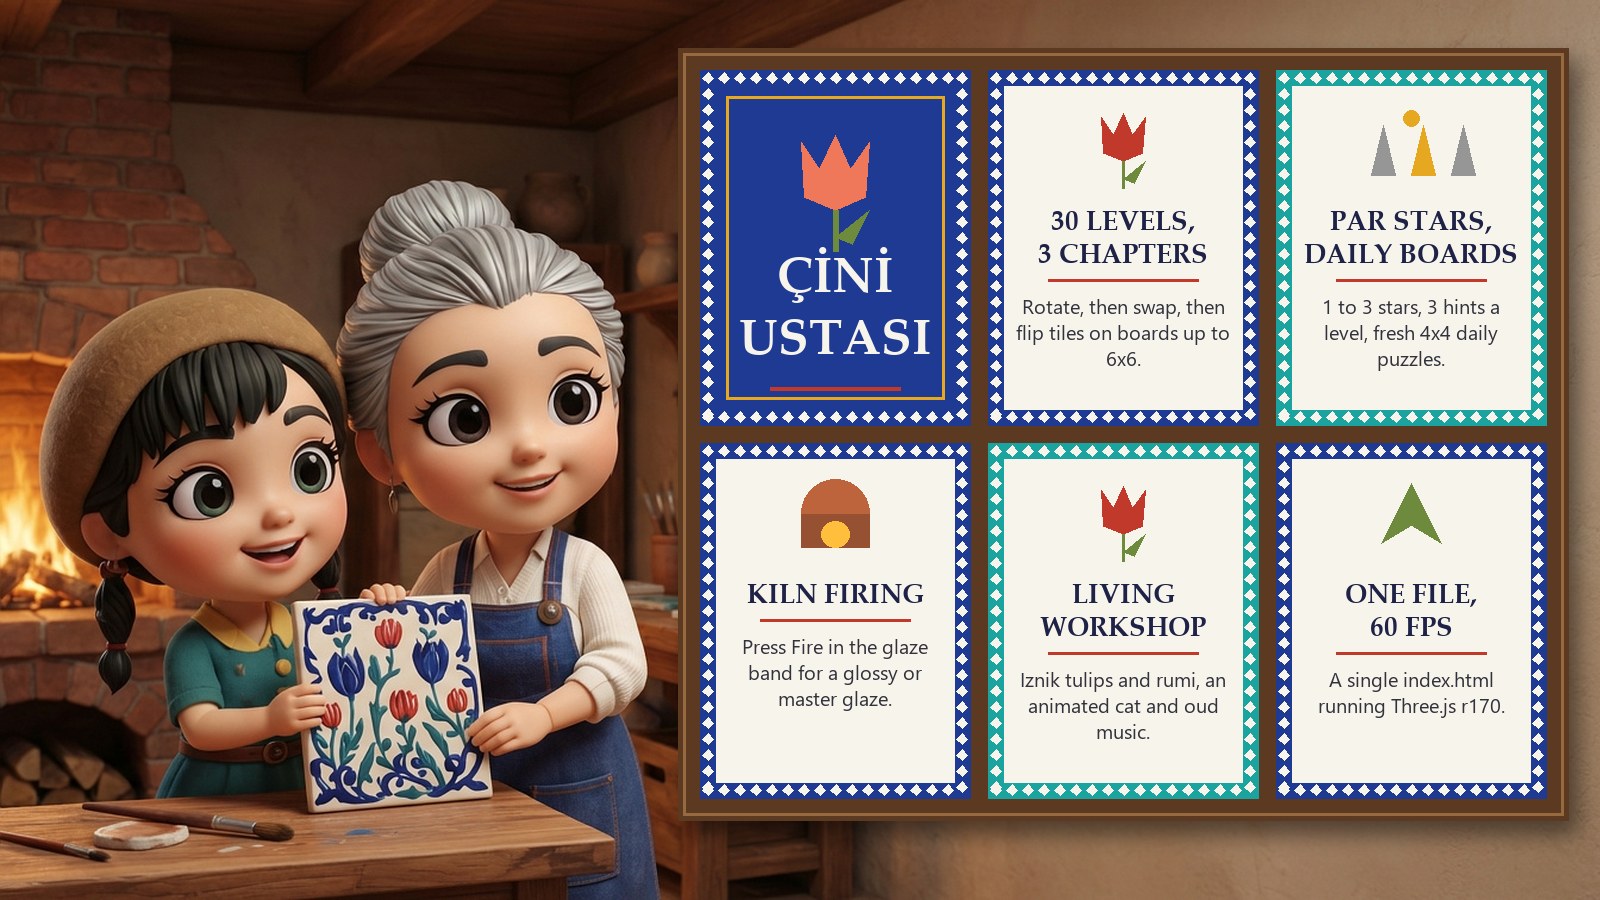 ÇİNİ
USTASI
30 LEVELS,
3 CHAPTERS
Rotate, then swap, then
flip tiles on boards up to
6x6.
PAR STARS,
DAILY BOARDS
1 to 3 stars, 3 hints a
level, fresh 4x4 daily
puzzles.
KILN FIRING
Press Fire in the glaze
band for a glossy or
master glaze.
LIVING
WORKSHOP
Iznik tulips and rumi, an
animated cat and oud
music.
ONE FILE,
60 FPS
A single index.html
running Three.js r170.